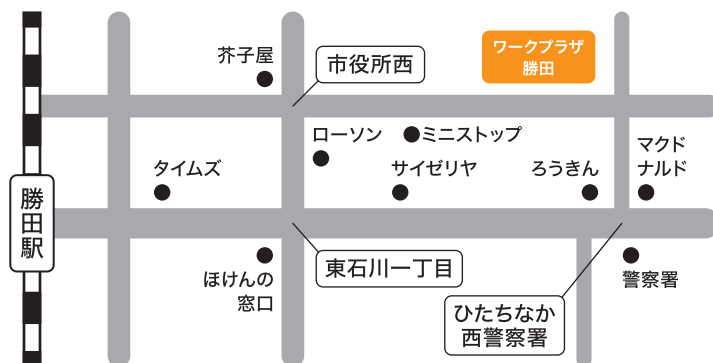 芥子屋
市役所西
ワークプラザ
勝田
ローソン
ミニストップ
マクド
ナルド
タイムズ
サイゼリヤ
ろうきん
勝田駅
東石川一丁目
ほけんの
窓口
ひたちなか
西警察署
警察署